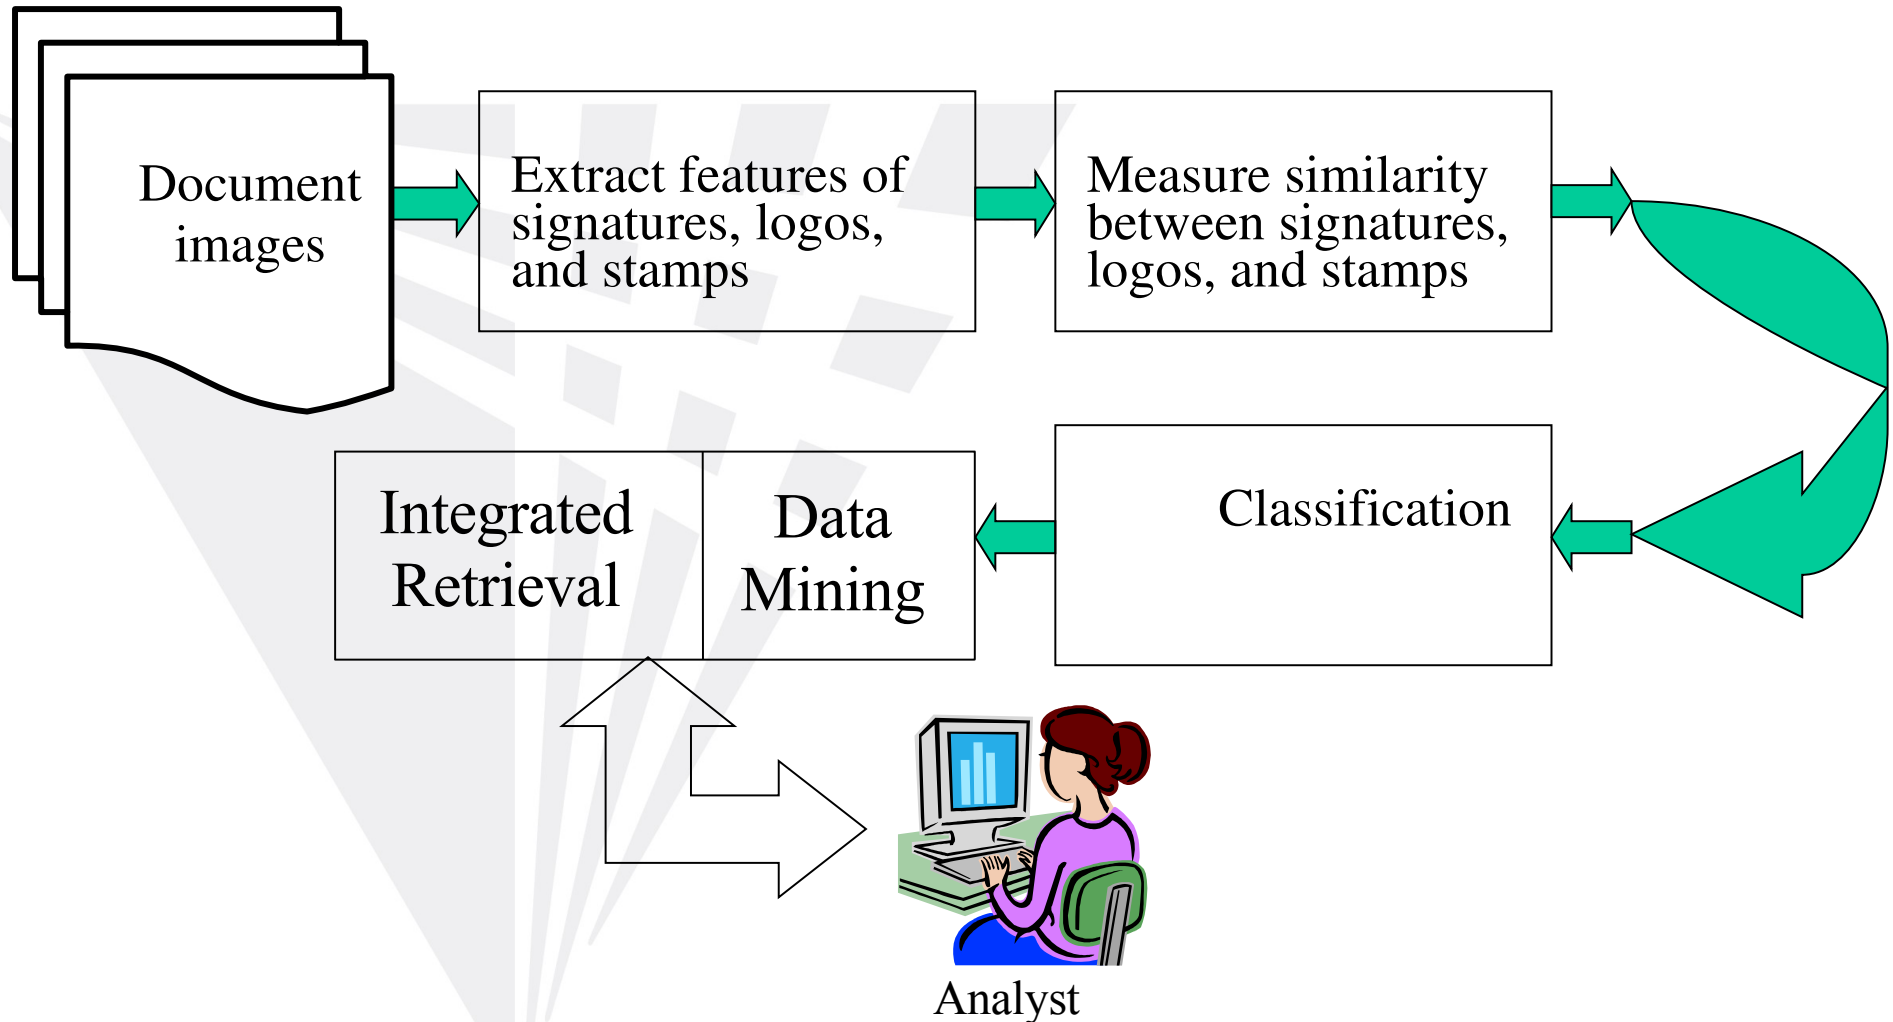 Document
images
Extract features of
signatures, logos,
and stamps
Measure similarity
between signatures,
logos, and stamps
Classification
Data
Mining
Integrated
Retrieval
Analyst